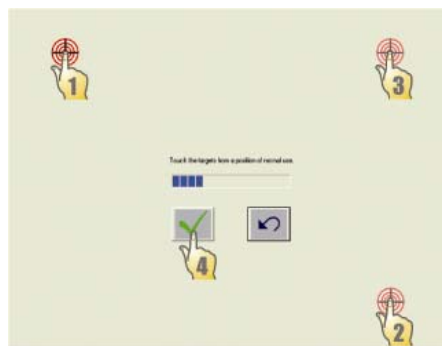 1
3
Touch the targets from a position of normal use.
4
2